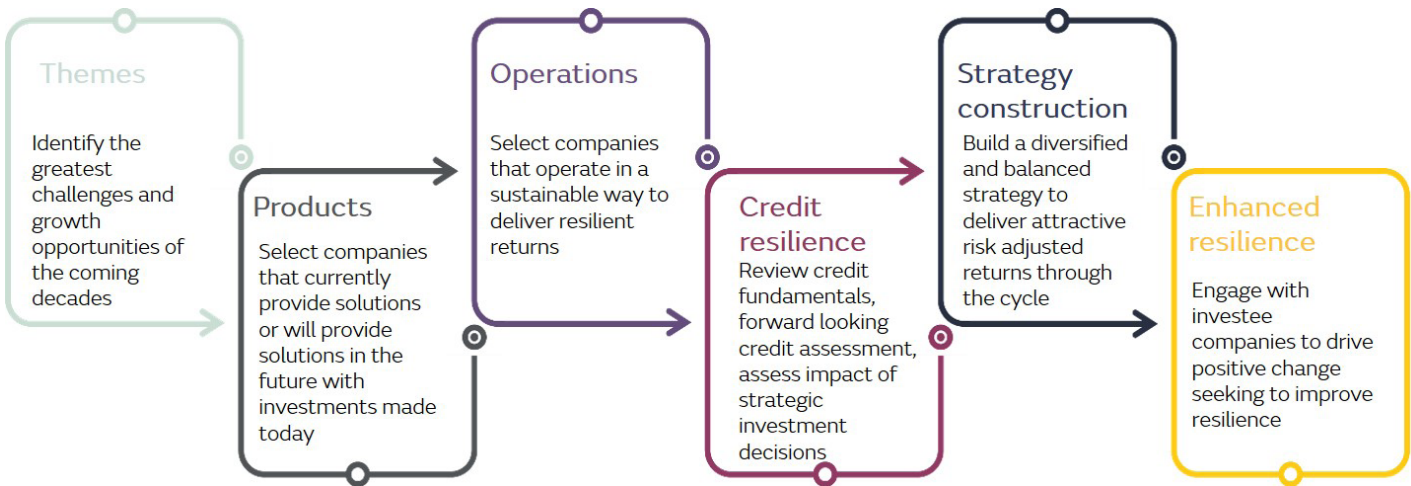 Themes
Identify the
greatest
challenges and
growth
opportunities of
the coming
decades
Products
Select companies
that currently
provide solutions
or will provide
solutions in the
future with
investments made
today
Operations
Select companies
that operate in a
sustainable way to
deliver resilient
returns
Credit
resilience
Review credit
fundamentals,
forward looking
credit assessment,
assess impact of
strategic
investment
decisions
Strategy
construction
Build a diversified
and balanced
strategy to
deliver attractive
risk adjusted
returns through
the cycle
Enhanced
resilience
Engage with
investee
companies to drive
positive change
seeking to improve
resilience